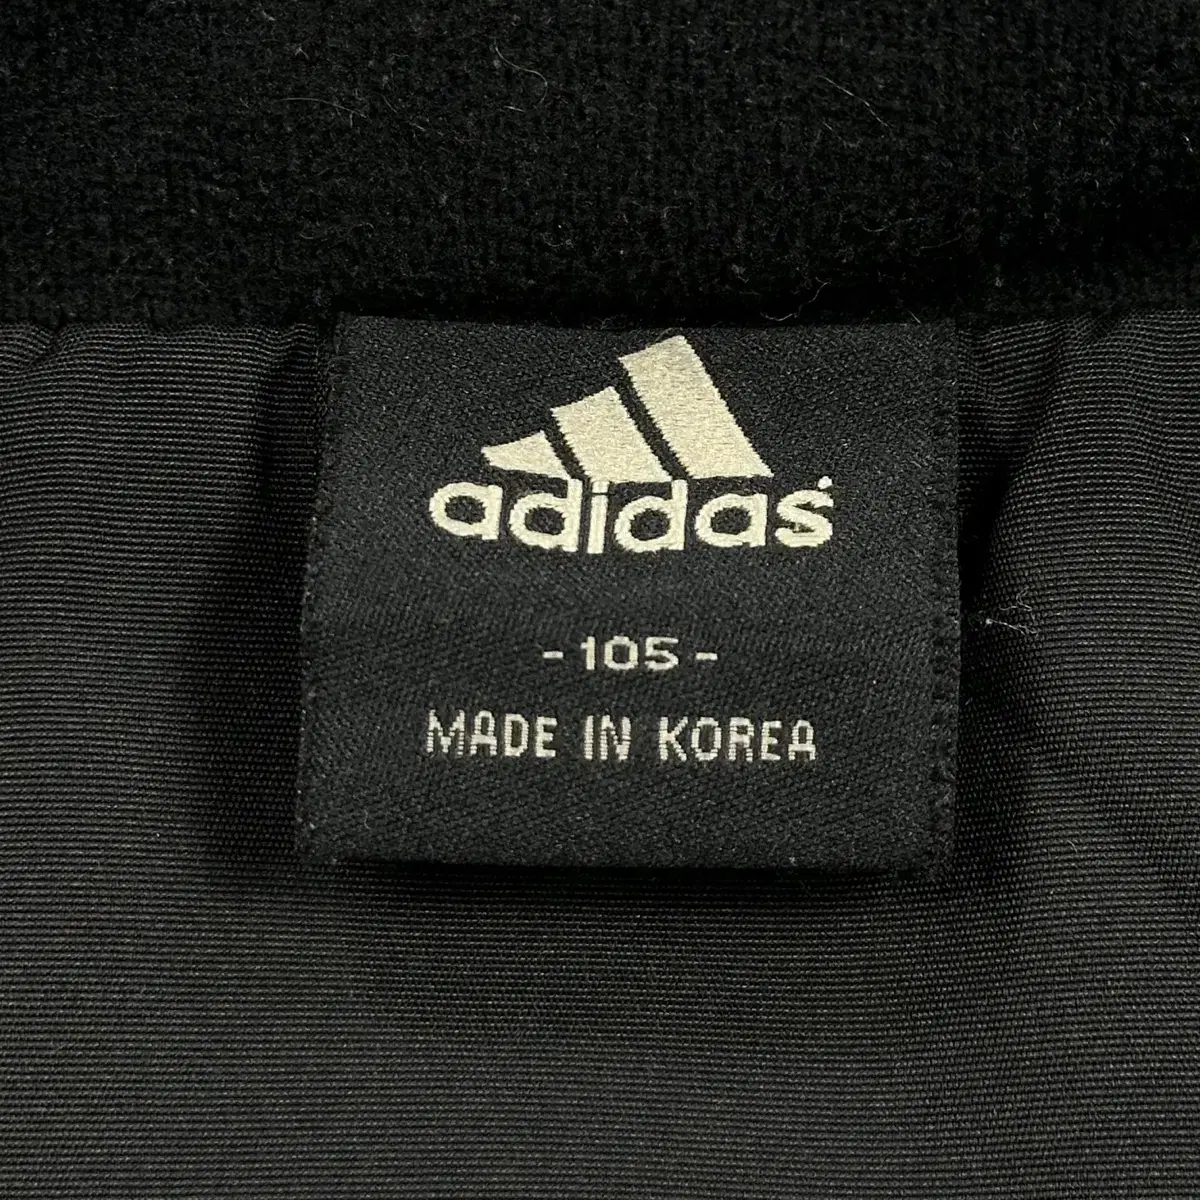 adidas
-105-
MADE IN KOREA